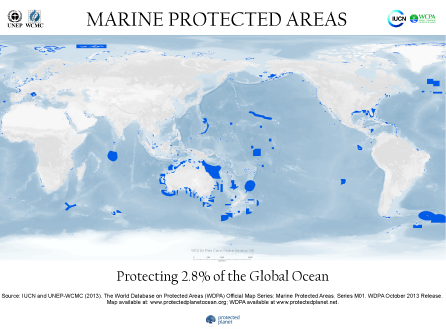 UNEP WCMC
MARINE PROTECTED AREAS
IUCN
WCPA
Protecting 2.8% of the Global Ocean
Source: IUCN and UNEP-WCMC (2013). The World Database on Protected Areas (WDPA) Official Map Series: Marine Protected Areas. Series M01. WDPA October 2013 Release.
Map available at: www.protectedplanetocean.org; WDPA available at www.protectedplanet.net.
protected
planet